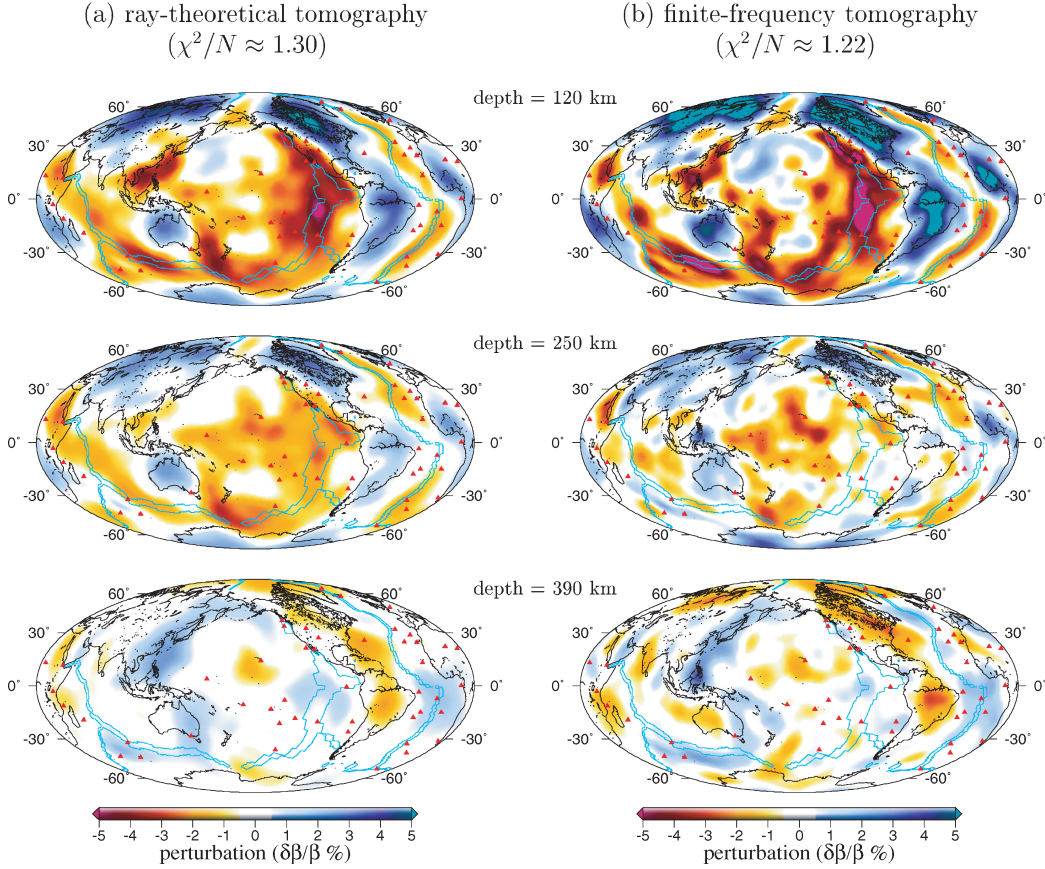 (a) ray-theoretical tomography
(χ²/N ≈ 1.30)
(b) finite-frequency tomography
(χ²/N ≈ 1.22)
depth = 120 km
60˚ 60˚ 60˚ 60˚
30˚ 30˚ 30˚ 30˚
0˚ 0˚ 0˚ 0˚
-30˚ -30˚ -30˚ -30˚
-60˚ -60˚ -60˚ -60˚
depth = 250 km
60˚ 60˚ 60˚ 60˚
30˚ 30˚ 30˚ 30˚
0˚ 0˚ 0˚ 0˚
-30˚ -30˚ -30˚ -30˚
-60˚ -60˚ -60˚ -60˚
depth = 390 km
60˚ 60˚ 60˚ 60˚
30˚ 30˚ 30˚ 30˚
0˚ 0˚ 0˚ 0˚
-30˚ -30˚ -30˚ -30˚
-60˚ -60˚ -60˚ -60˚
-5 -4 -3 -2 -1 0 1 2 3 4 5
perturbation (δβ/β %)
-5 -4 -3 -2 -1 0 1 2 3 4 5
perturbation (δβ/β %)